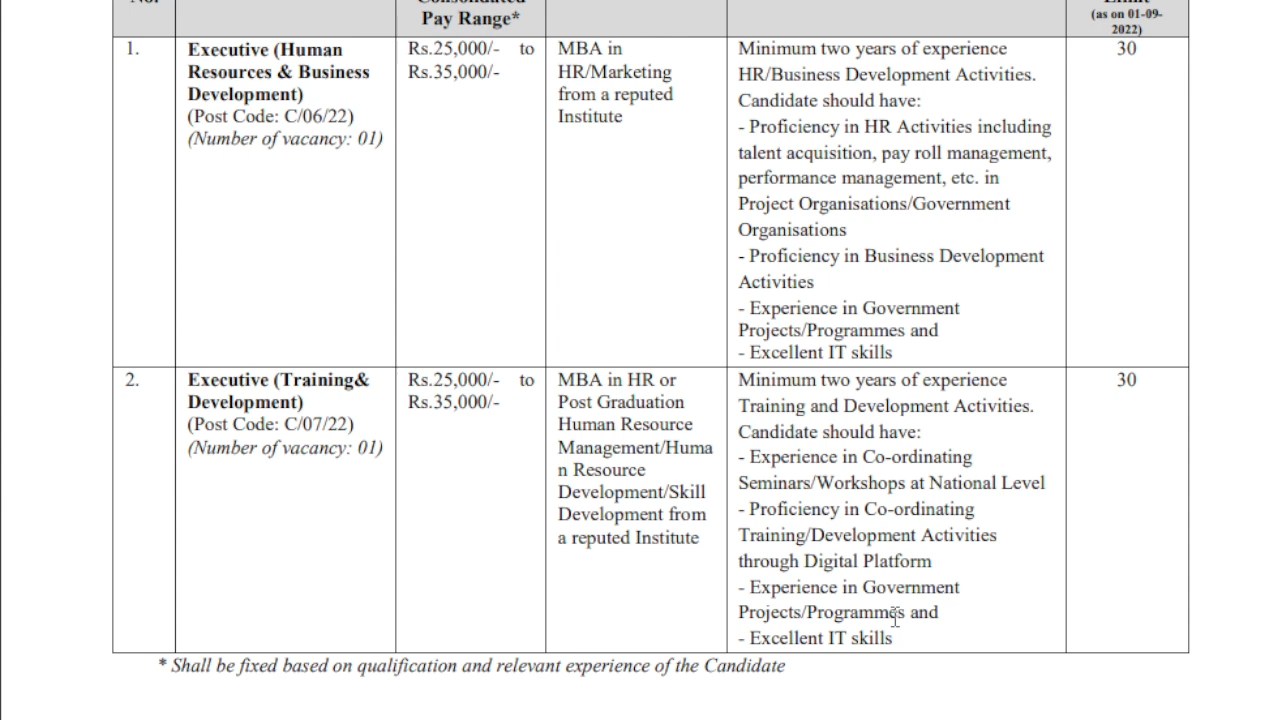 No.
Consolidated
Pay Range*
Limit
(as on 01-09-
2022)
1.
Executive (Human
Resources & Business
Development)
(Post Code: C/06/22)
(Number of vacancy: 01)
Rs.25,000/- to
Rs.35,000/-
MBA in
HR/Marketing
from a reputed
Institute
Minimum two years of experience
HR/Business Development Activities.
Candidate should have:
- Proficiency in HR Activities including
talent acquisition, pay roll management,
performance management, etc. in
Project Organisations/Government
Organisations
- Proficiency in Business Development
Activities
- Experience in Government
Projects/Programmes and
- Excellent IT skills
30
2.
Executive (Training&
Development)
(Post Code: C/07/22)
(Number of vacancy: 01)
Rs.25,000/- to
Rs.35,000/-
MBA in HR or
Post Graduation
Human Resource
Management/Huma
n Resource
Development/Skill
Development from
a reputed Institute
Minimum two years of experience
Training and Development Activities.
Candidate should have:
- Experience in Co-ordinating
Seminars/Workshops at National Level
- Proficiency in Co-ordinating
Training/Development Activities
through Digital Platform
- Experience in Government
Projects/Programmes and
- Excellent IT skills
30
* Shall be fixed based on qualification and relevant experience of the Candidate